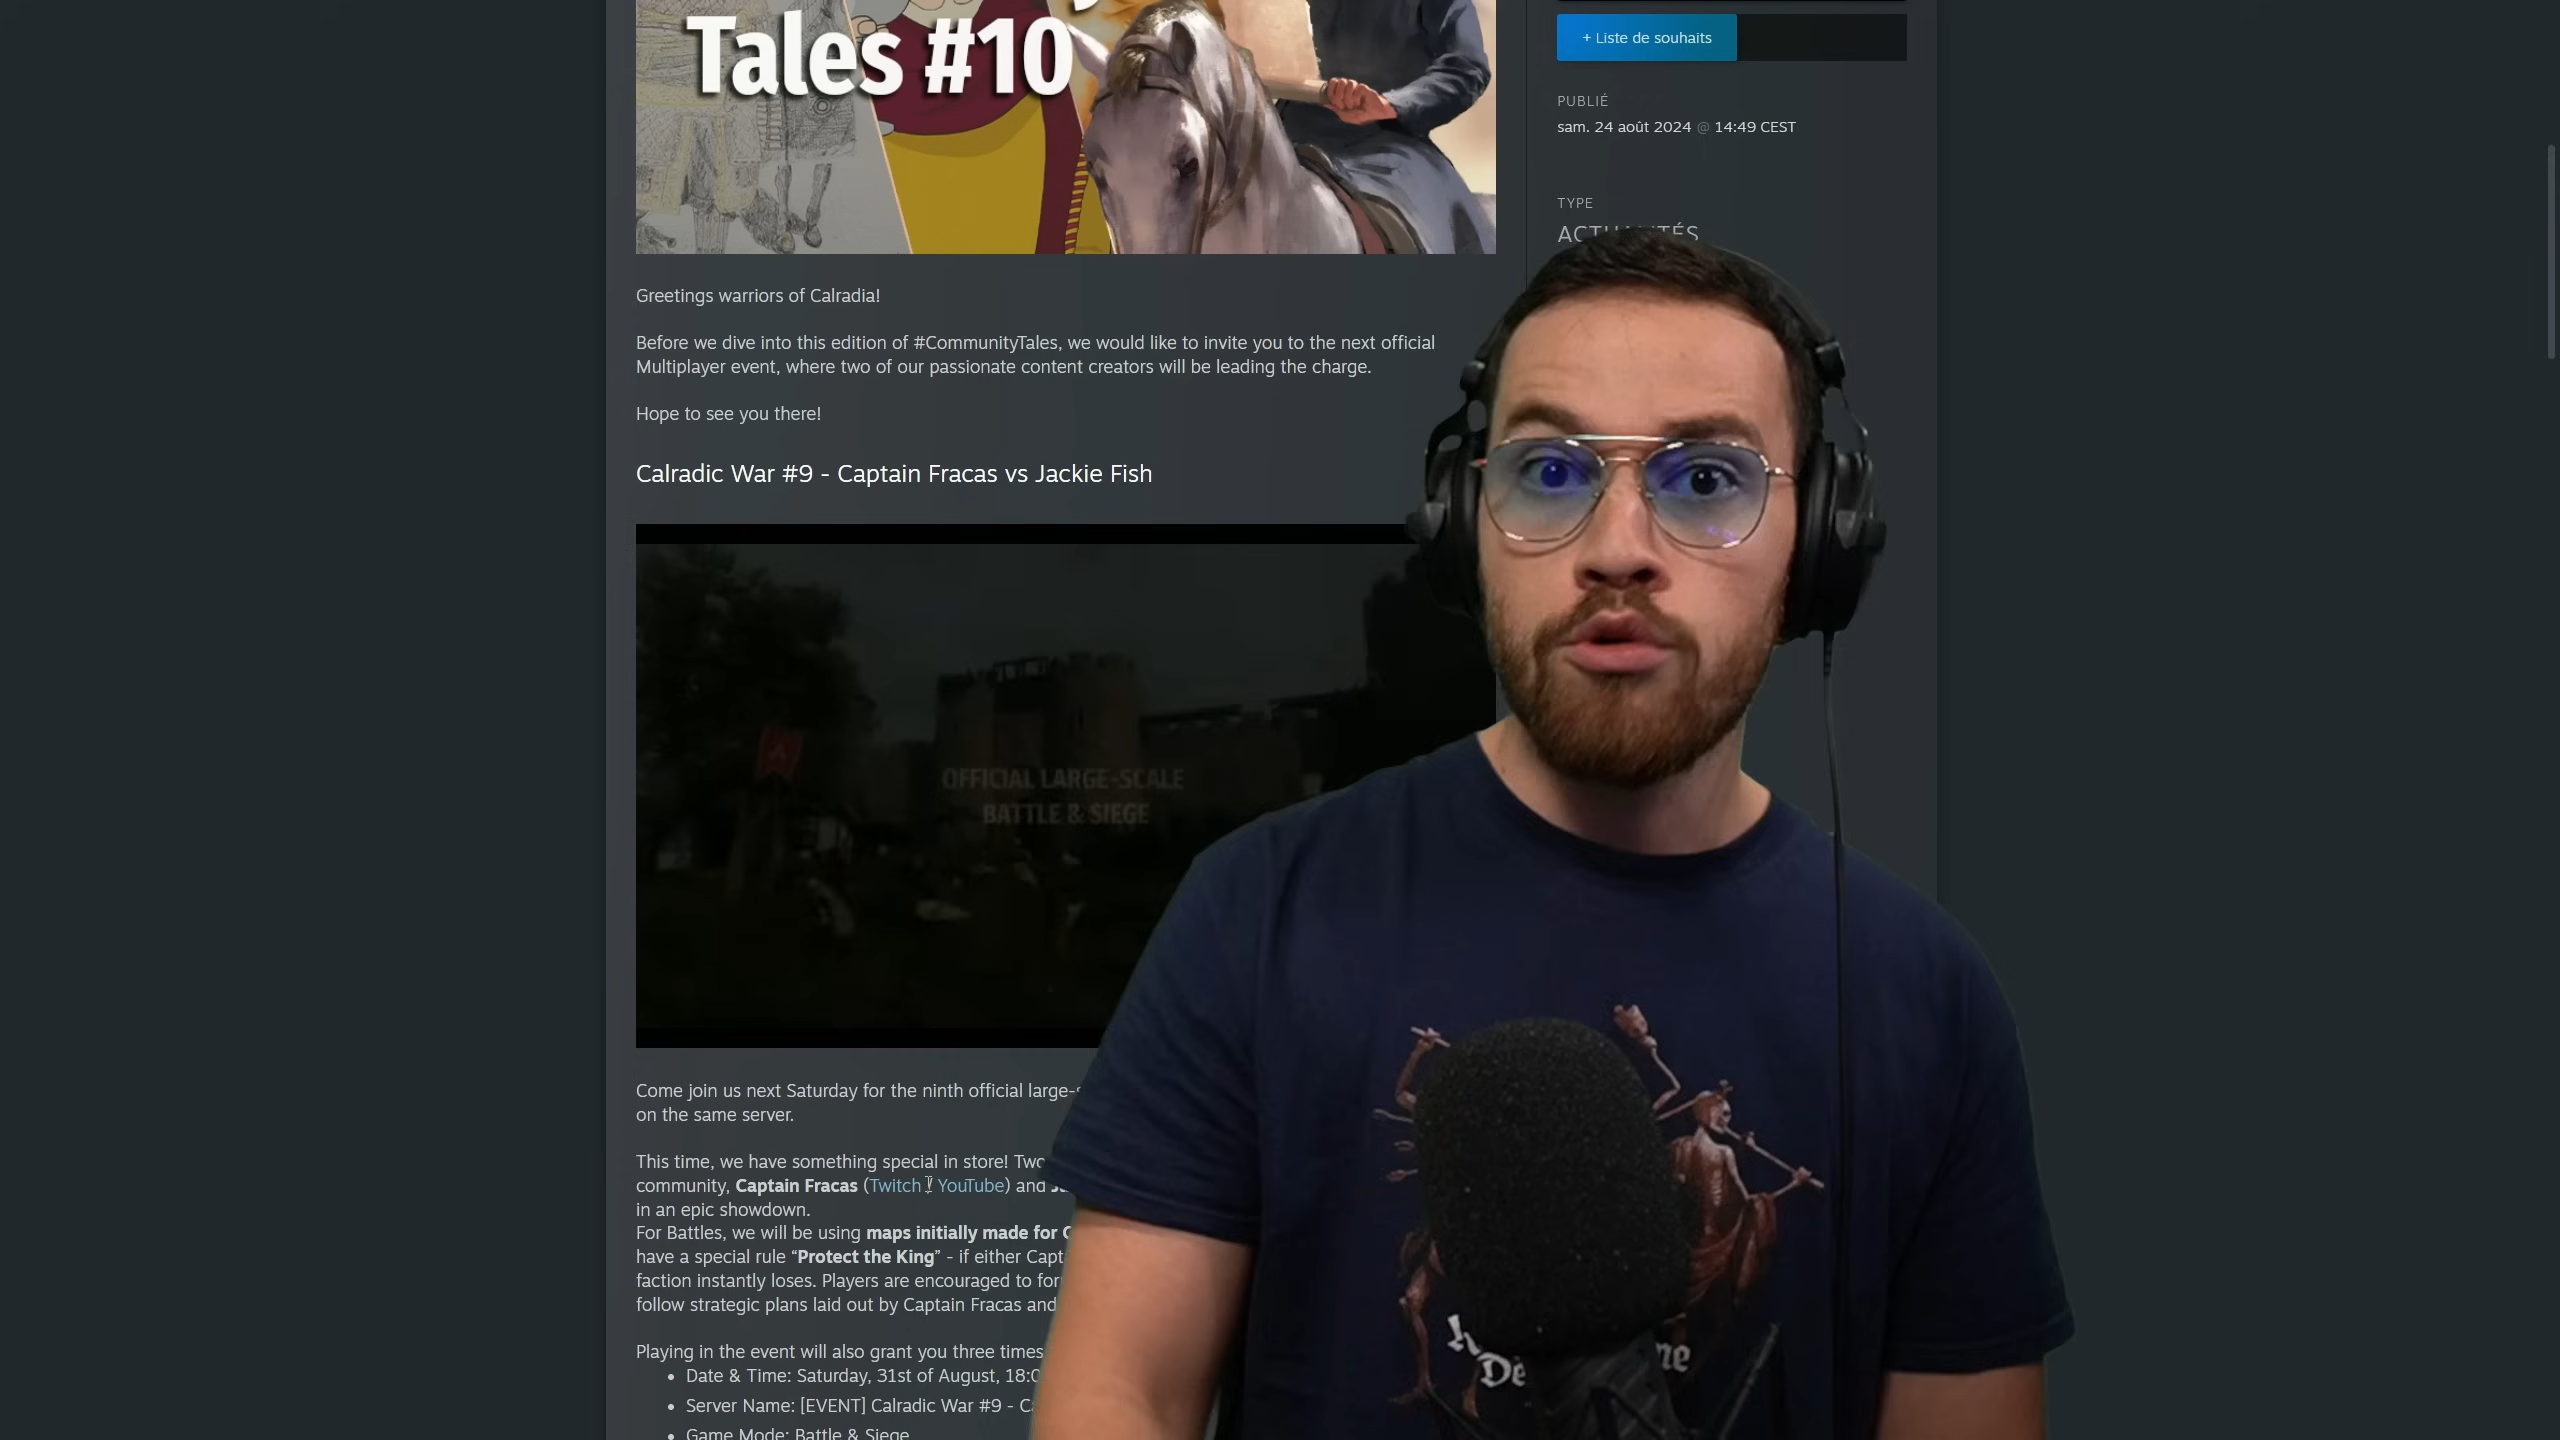 Tales #10
+ Liste de souhaits
PUBLIÉ
sam. 24 août 2024 @ 14:49 CEST
TYPE
ACTUALITÉS
Greetings warriors of Calradia!
Before we dive into this edition of #CommunityTales, we would like to invite you to the next official
Multiplayer event, where two of our passionate content creators will be leading the charge.
Hope to see you there!
Calradic War #9 - Captain Fracas vs Jackie Fish
OFFICIAL LARGE-SCALE
BATTLE & SIEGE
Come join us next Saturday for the ninth official large-
on the same server.
This time, we have something special in store! Two
community, Captain Fracas (Twitch / YouTube) and
in an epic showdown.
For Battles, we will be using maps initially made for
have a special rule “Protect the King” - if either
faction instantly loses. Players are encouraged to
follow strategic plans laid out by Captain Fracas and
Playing in the event will also grant you three times
• Date & Time: Saturday, 31st of August,
• Server Name: [EVENT] Calradic War #9 -
• Game Mode: Battle & Siege